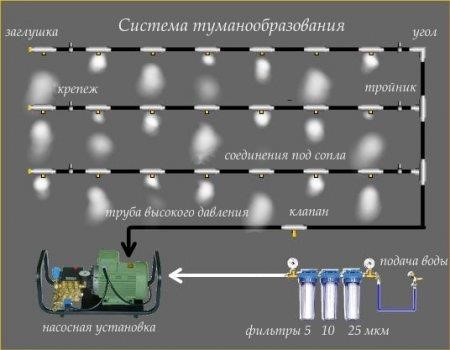 Система туманообразования
заглушка
угол
крепеж
тройник
соединения под сопла
труба высокого давления
клапан
подача воды
насосная установка
фильтры 5 10 25 мкм